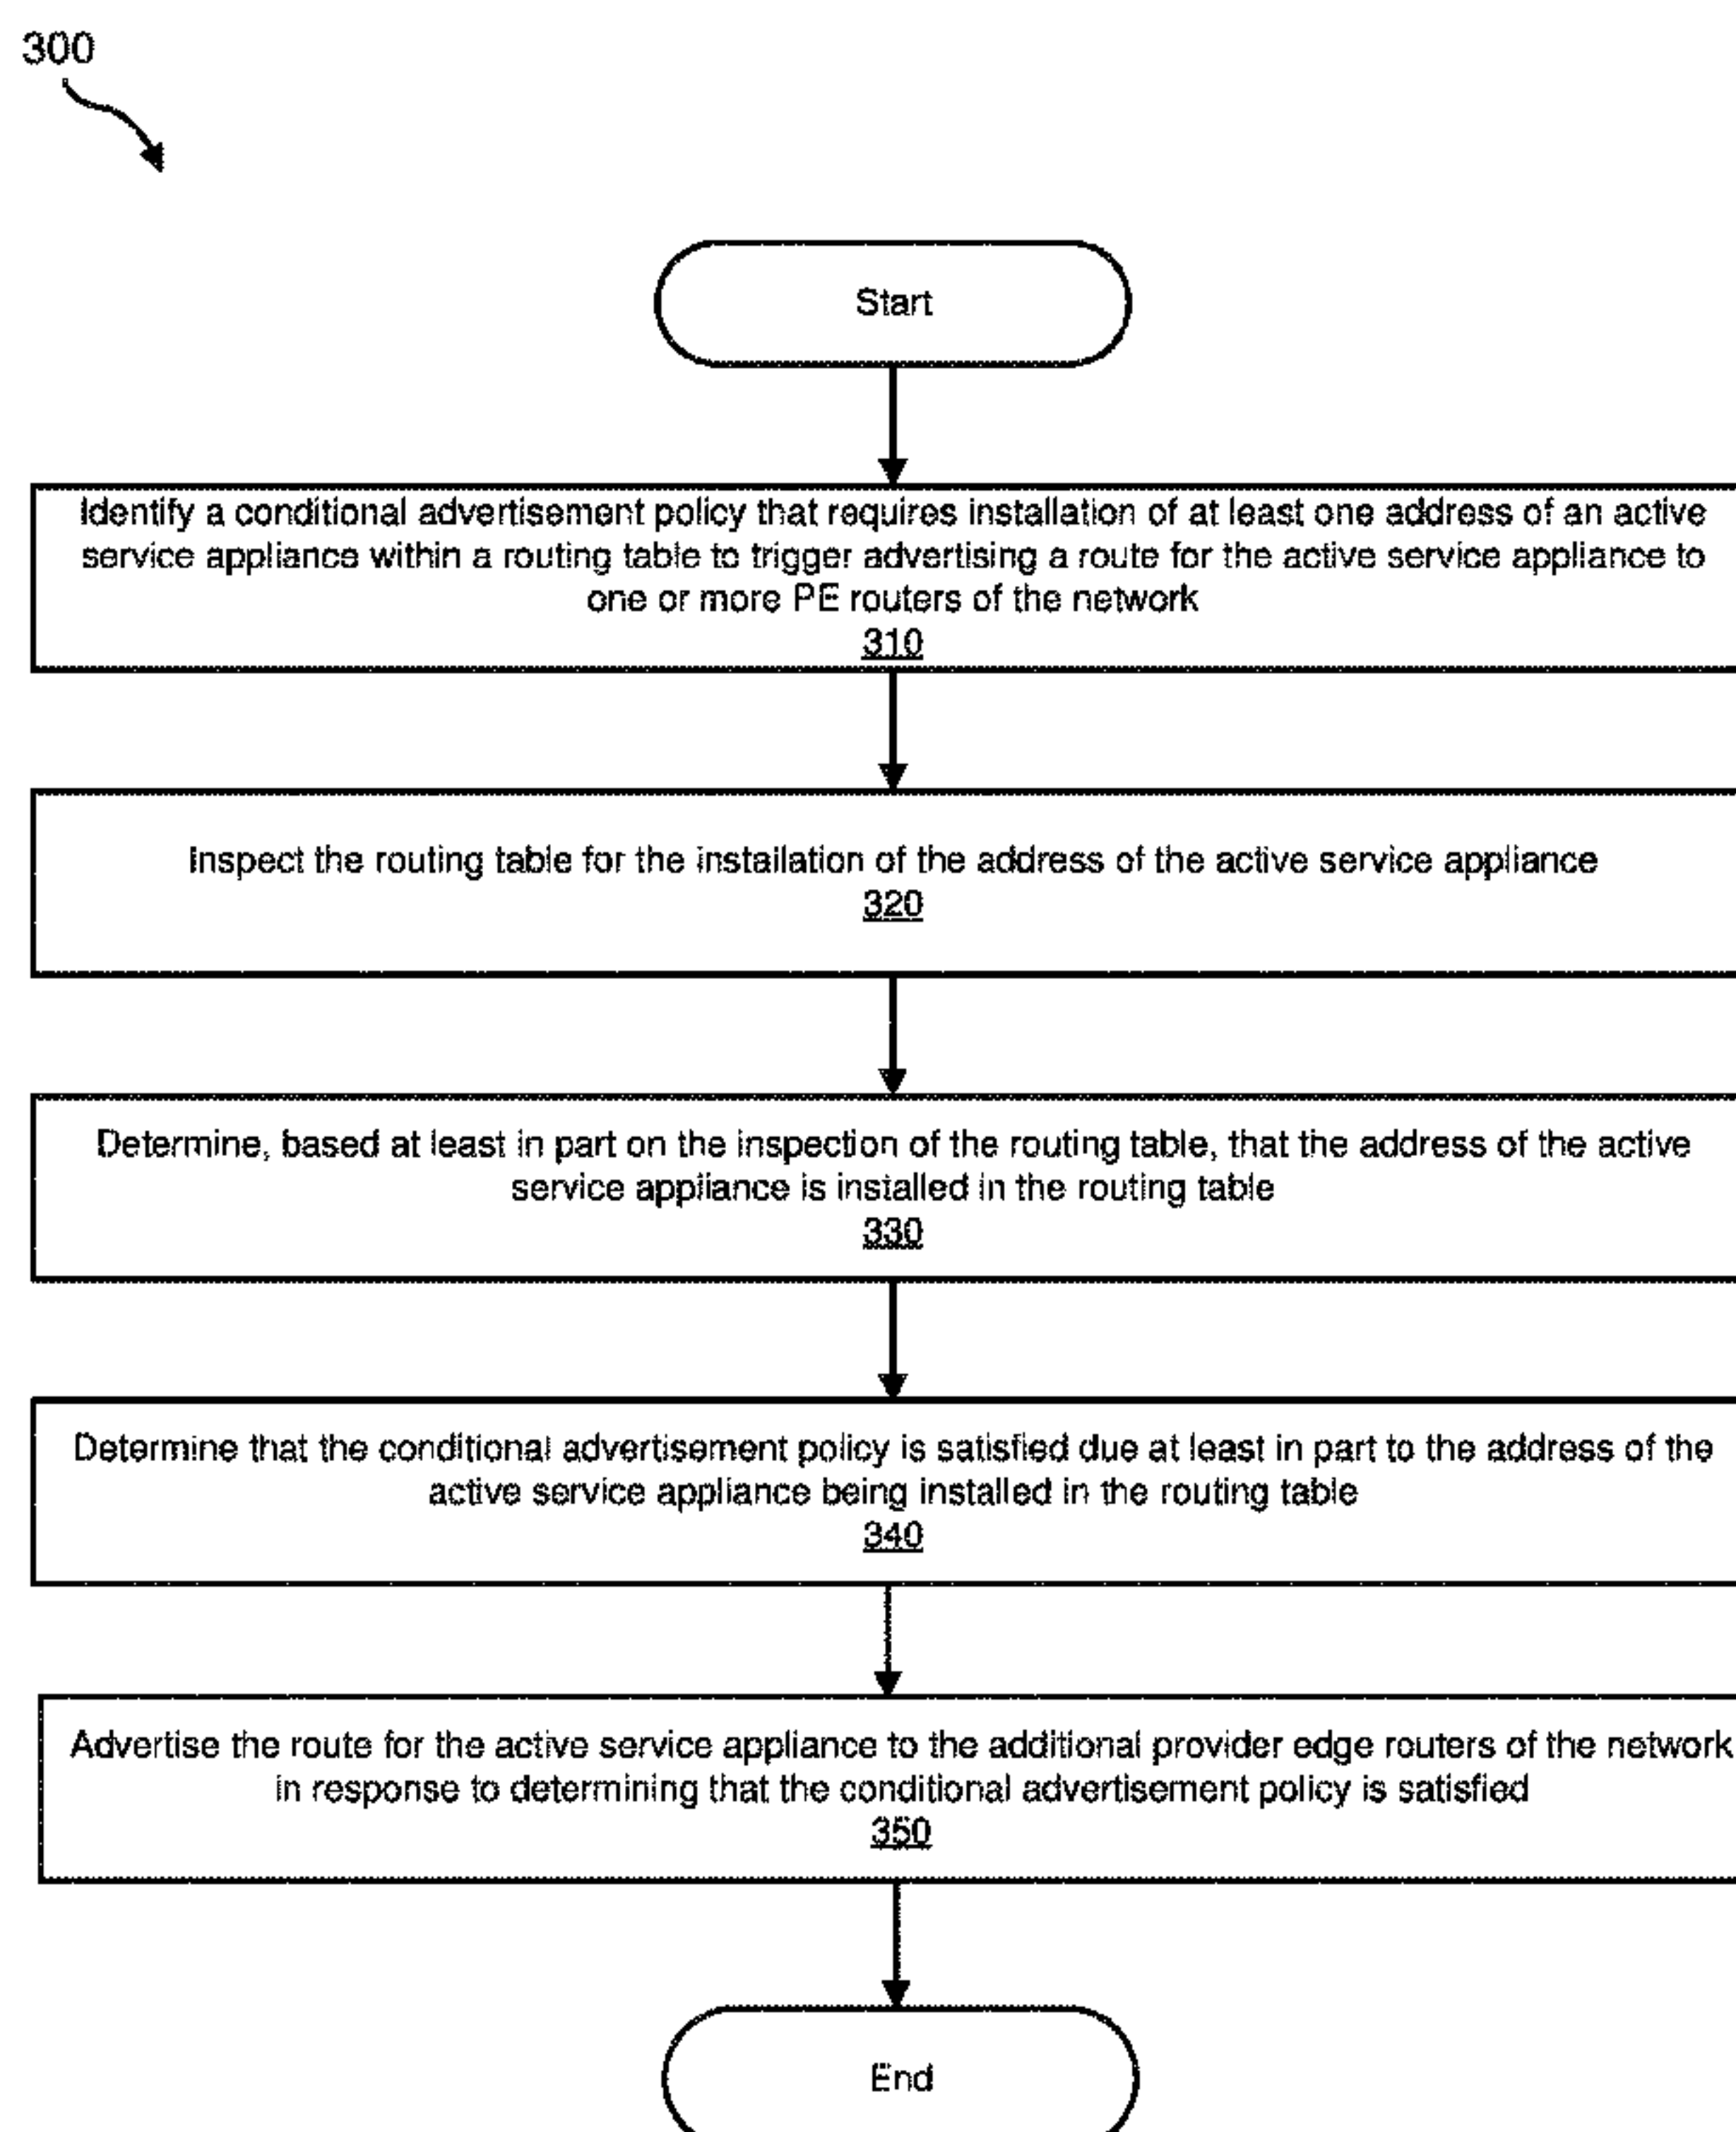 300
Start
Identify a conditional advertisement policy that requires installation of at least one address of an active
service appliance within a routing table to trigger advertising a route for the active service appliance to
one or more PE routers of the network
310
Inspect the routing table for the installation of the address of the active service appliance
320
Determine, based at least in part on the inspection of the routing table, that the address of the active
service appliance is installed in the routing table
330
Determine that the conditional advertisement policy is satisfied due at least in part to the address of the
active service appliance being installed in the routing table
340
Advertise the route for the active service appliance to the additional provider edge routers of the network
in response to determining that the conditional advertisement policy is satisfied
350
End